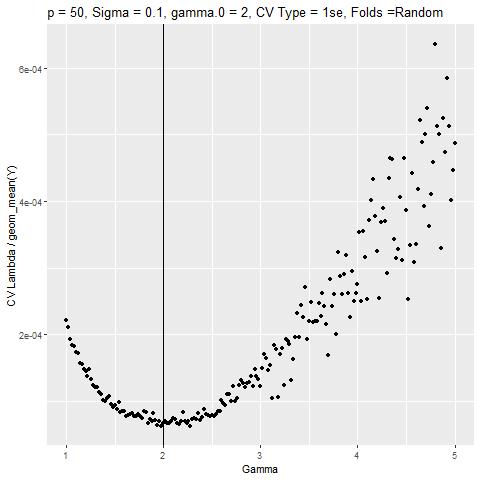 p = 50, Sigma = 0.1, gamma.0 = 2, CV Type = 1se, Folds =Random
6e-04
4e-04
2e-04
CV Lambda / geom_mean(Y)
1 2 3 4 5
Gamma